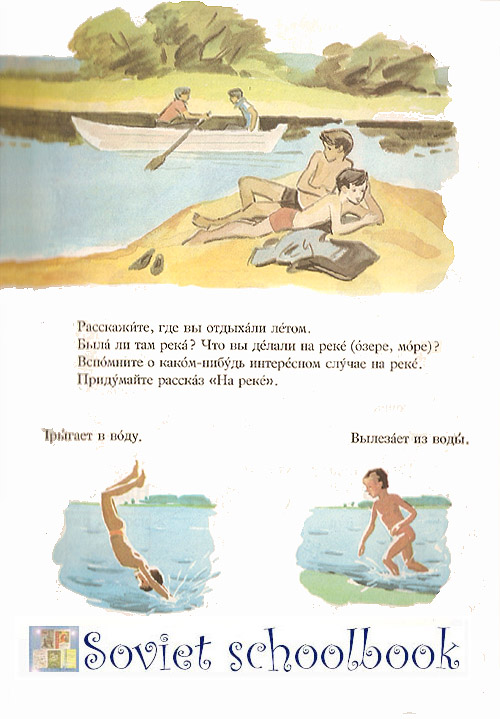 Расскажи́те, где вы отдыха́ли ле́том.
Была́ ли там река́? Что вы де́лали на реке́ (о́зере, мо́ре)?
Вспо́мните о како́м-нибу́дь интере́сном слу́чае на реке́.
Приду́майте расска́з «На реке́».
Пры́гает в во́ду.
Вылеза́ет из воды́.
Soviet schoolbook